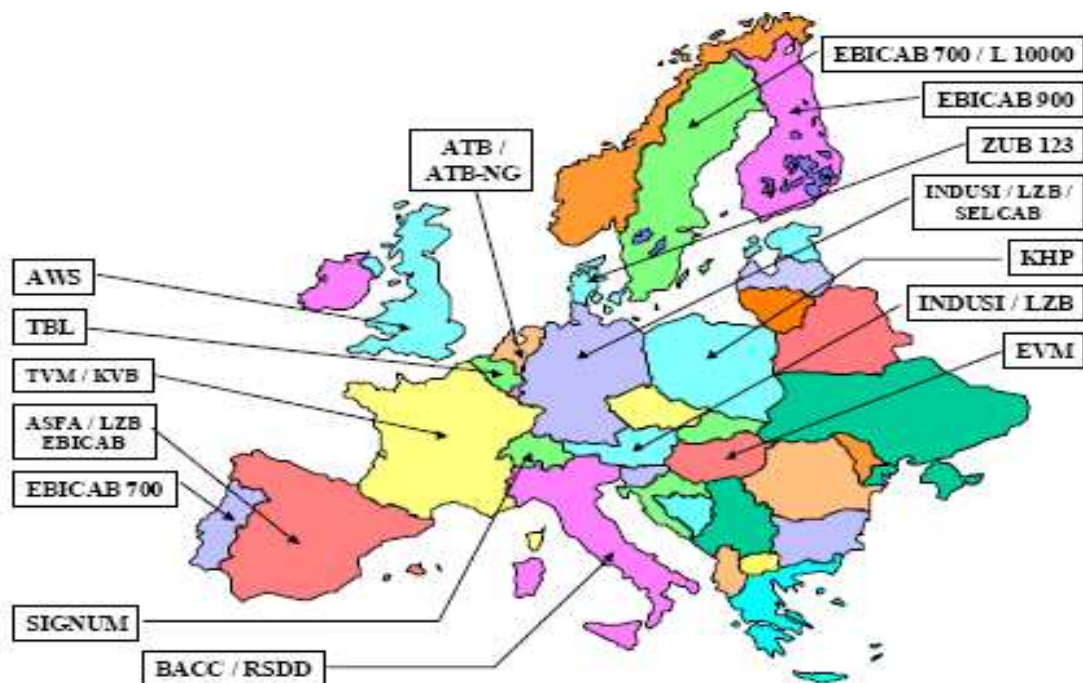 EBICAB 700 / L 10000
EBICAB 900
ZUB 123
ATB /
ATB-NG
INDUSI / LZB /
SELCAB
KHP
INDUSI / LZB
EVM
AWS
TBL
TVM / KVB
ASFA / LZB
EBICAB
EBICAB 700
SIGNUM
BACC / RSDD